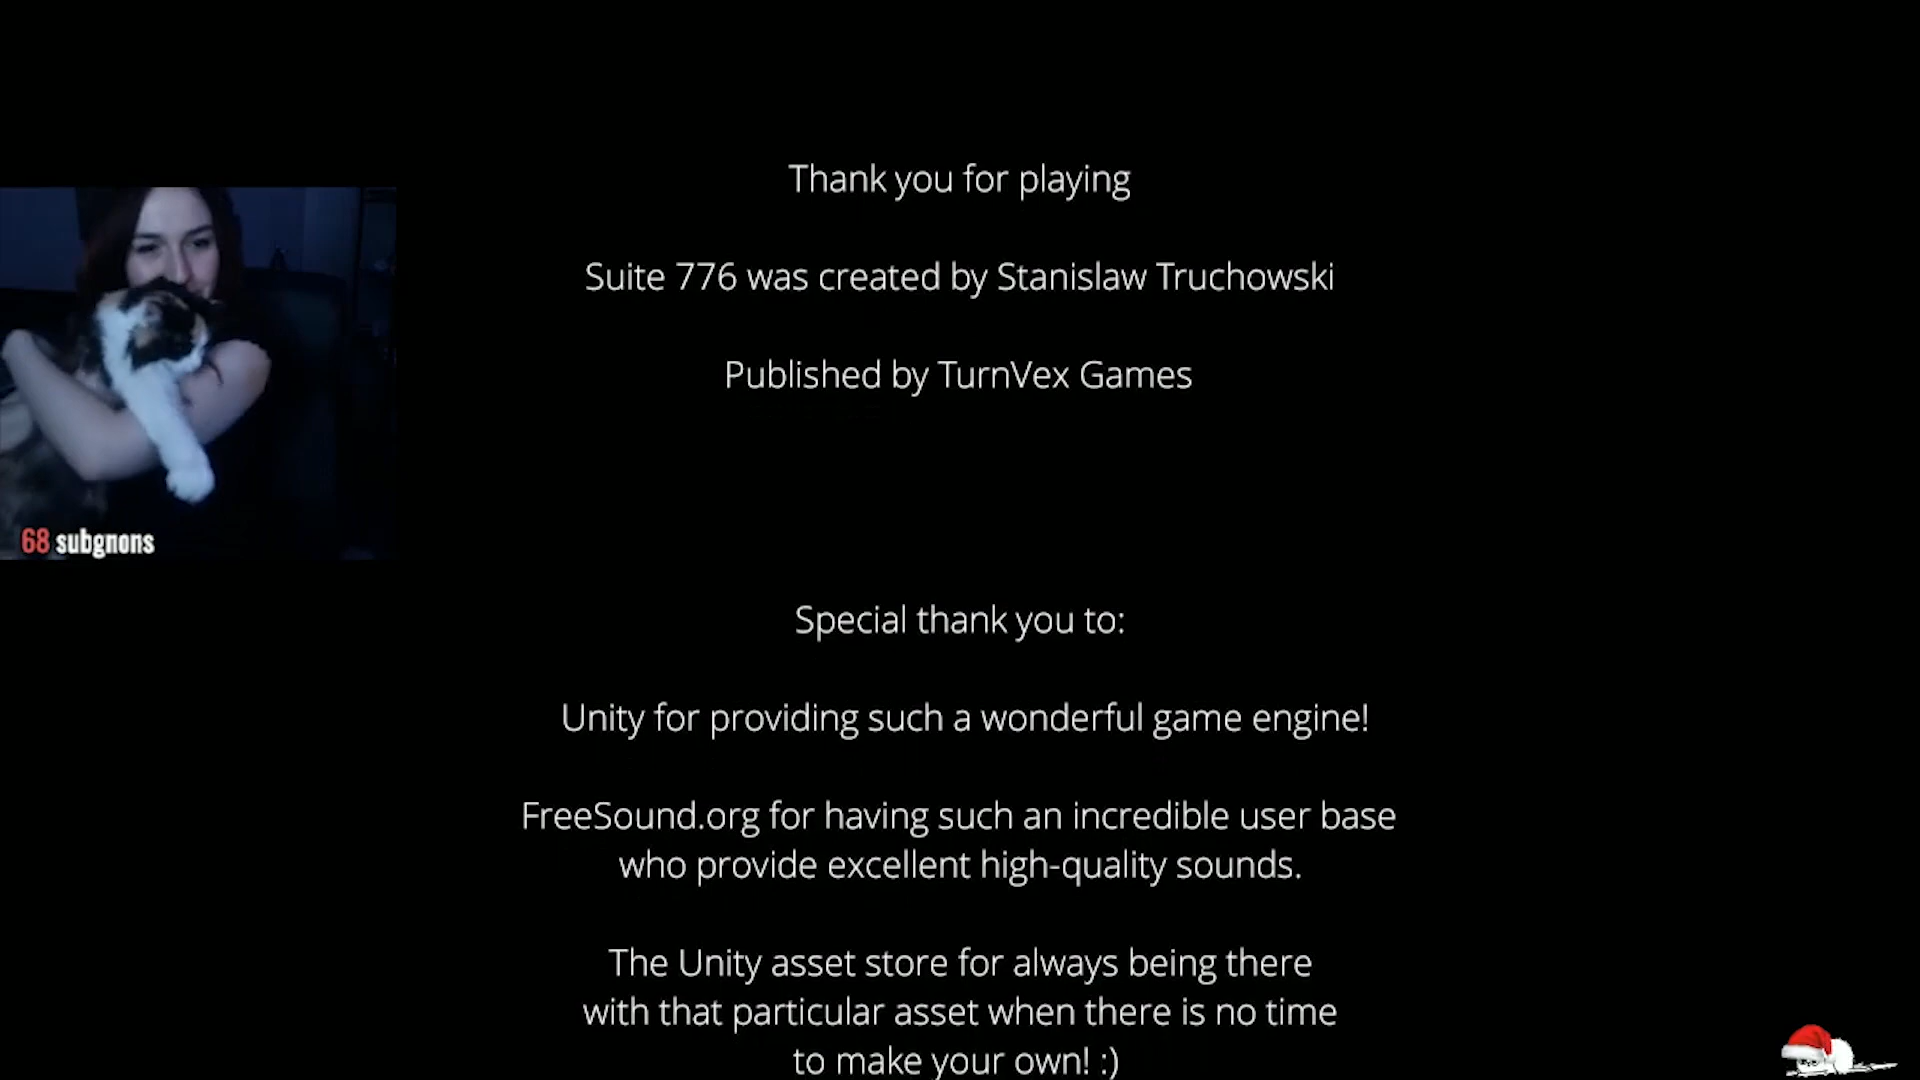 Thank you for playing
Suite 776 was created by Stanislaw Truchowski
Published by TurnVex Games
68 subgnons
Special thank you to:
Unity for providing such a wonderful game engine!
FreeSound.org for having such an incredible user base
who provide excellent high-quality sounds.
The Unity asset store for always being there
with that particular asset when there is no time
to make your own! :)